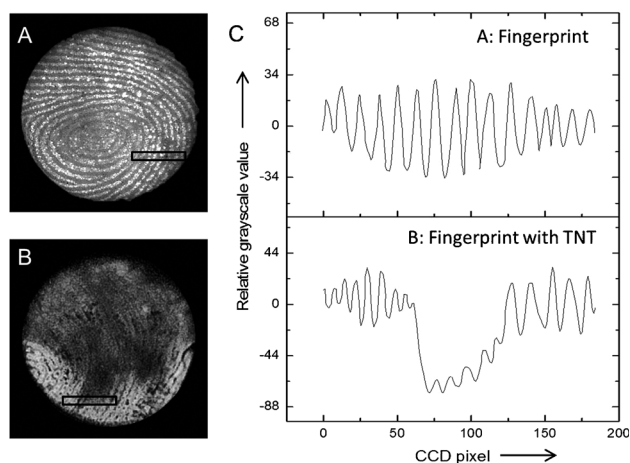 A
B
C
A: Fingerprint
68
34
0
-34
B: Fingerprint with TNT
44
0
-44
-88
Relative grayscale value
0 50 100 150 200
CCD pixel